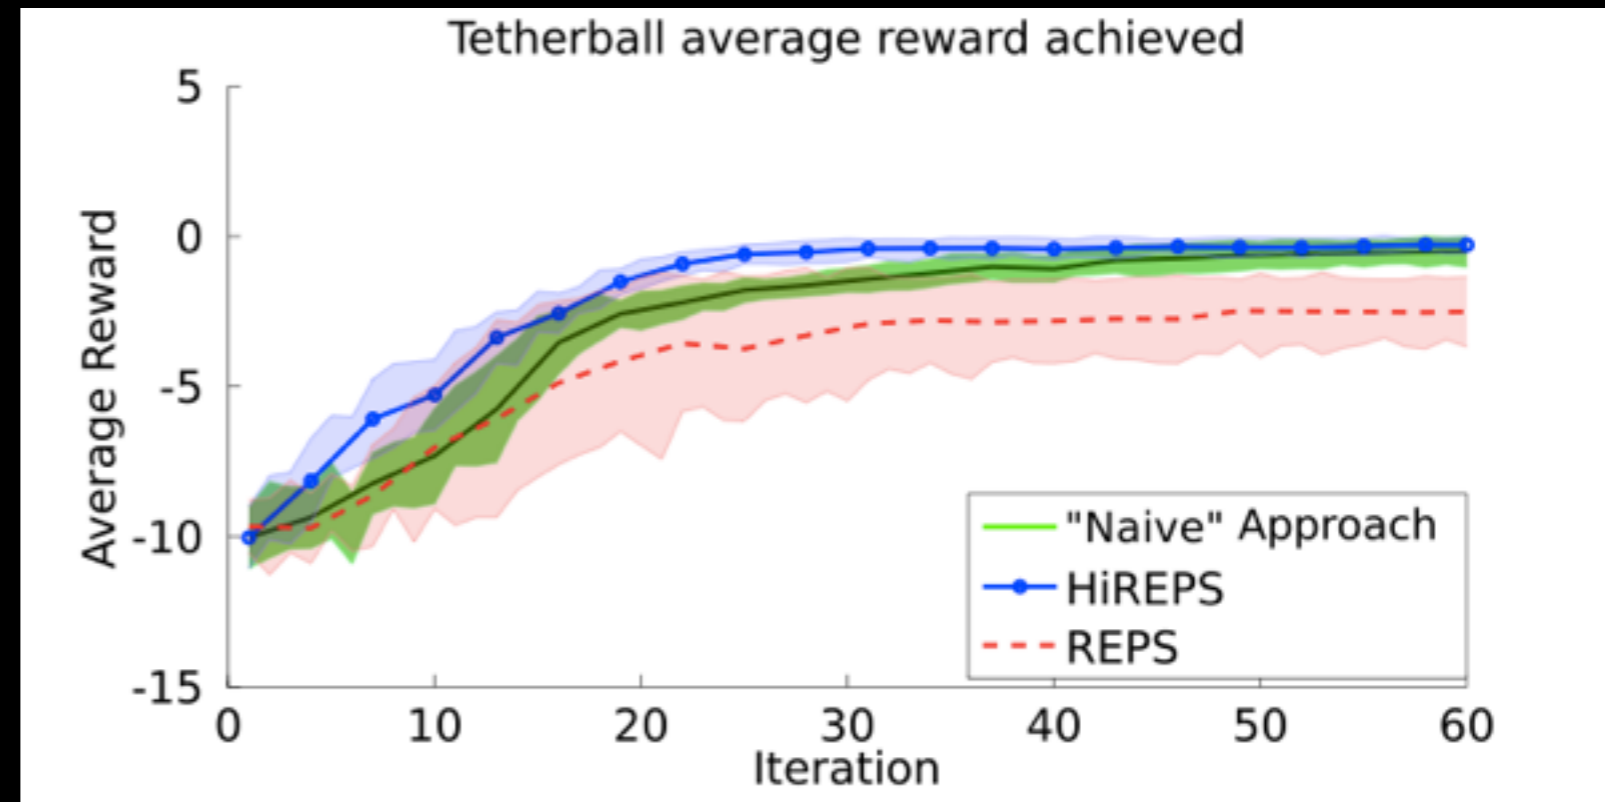 Tetherball average reward achieved
5
0
-5
-10
-15
Average Reward
"Naive" Approach
HiREPS
REPS
0 10 20 30 40 50 60
Iteration